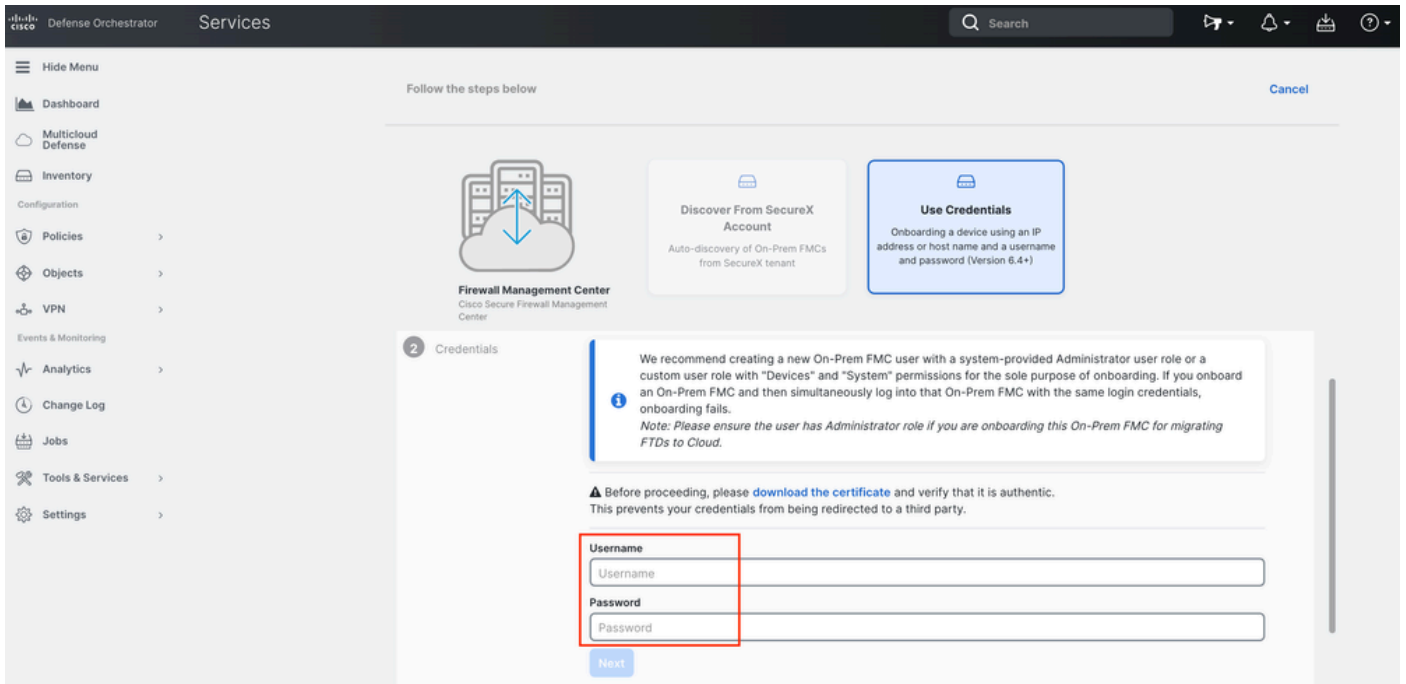 cisco Defense Orchestrator Services
Search
Hide Menu
Dashboard
Multicloud
Defense
Inventory
Configuration
Policies
Objects
VPN
Events & Monitoring
Analytics
Change Log
Jobs
Tools & Services
Settings
Follow the steps below
Cancel
Firewall Management Center
Cisco Secure Firewall Management
Center
Discover From SecureX
Account
Auto-discovery of On-Prem FMCs
from SecureX tenant
Use Credentials
Onboarding a device using an IP
address or host name and a username
and password (Version 6.4+)
2 Credentials
We recommend creating a new On-Prem FMC user with a system-provided Administrator user role or a
custom user role with "Devices" and "System" permissions for the sole purpose of onboarding. If you onboard
an On-Prem FMC and then simultaneously log into that On-Prem FMC with the same login credentials,
onboarding fails.
Note: Please ensure the user has Administrator role if you are onboarding this On-Prem FMC for migrating
FTDs to Cloud.
Before proceeding, please download the certificate and verify that it is authentic.
This prevents your credentials from being redirected to a third party.
Username
Username
Password
Password
Next